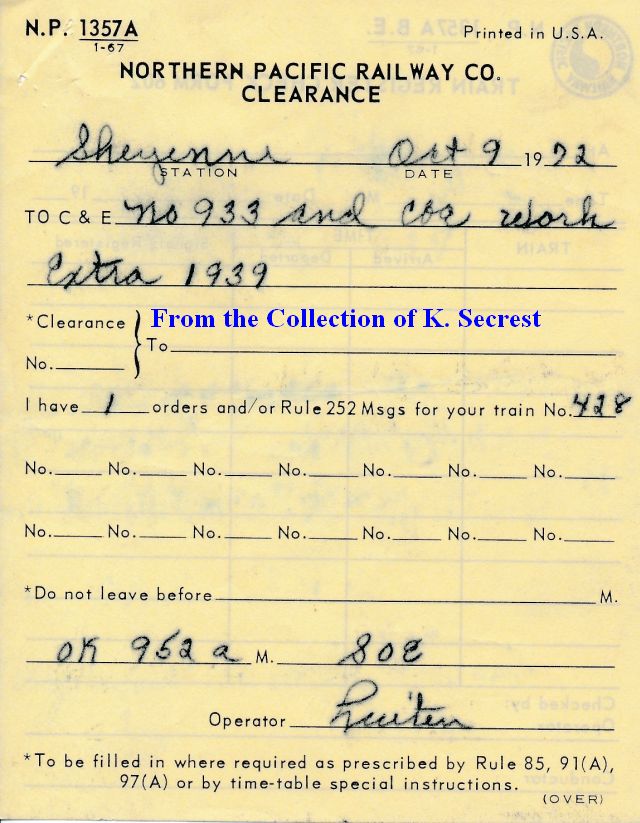 N.P. 1357A Printed in U.S.A.
1-67
NORTHERN PACIFIC RAILWAY CO.
CLEARANCE
Sheyenne Oct 9 1972
STATION DATE
TO C & E No 933 and Work
Extra 1939
*Clearance From the Collection of K. Secrest
To
No.
I have 1 orders and/or Rule 252 Msgs for your train No. 428
No. No. No. No. No. No. No.
No. No. No. No. No. No. No.
*Do not leave before M.
OK 952 a M. SOE
Operator Luiten
*To be filled in where required as prescribed by Rule 85, 91(A),
97(A) or by time-table special instructions.
(OVER)